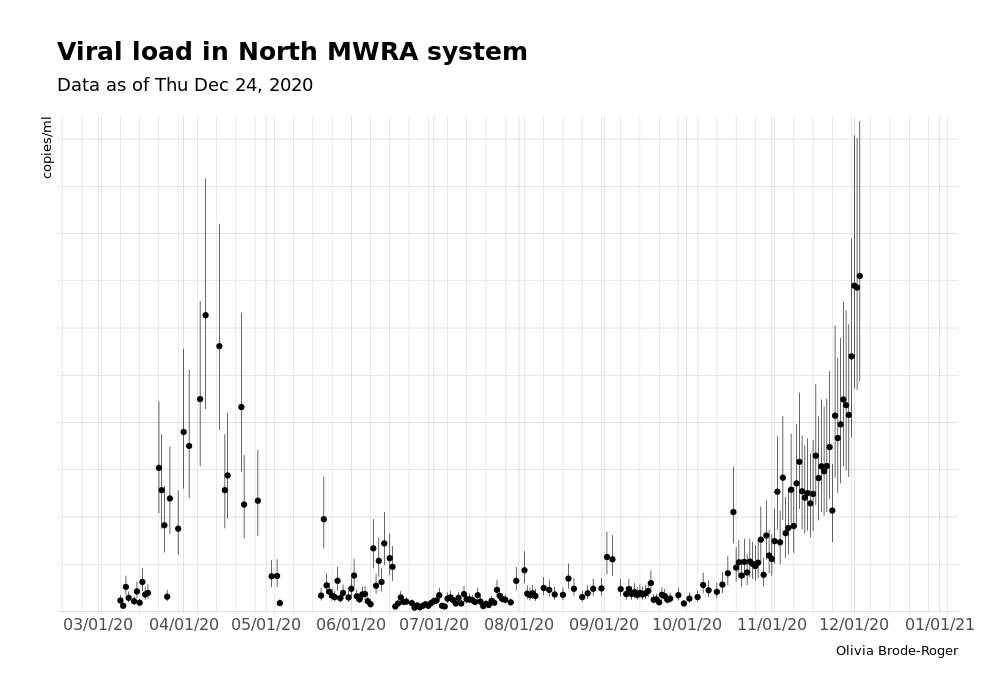 Viral load in North MWRA system
Data as of Thu Dec 24, 2020
copies/ml
03/01/20 04/01/20 05/01/20 06/01/20 07/01/20 08/01/20 09/01/20 10/01/20 11/01/20 12/01/20 01/01/21
Olivia Brode-Roger